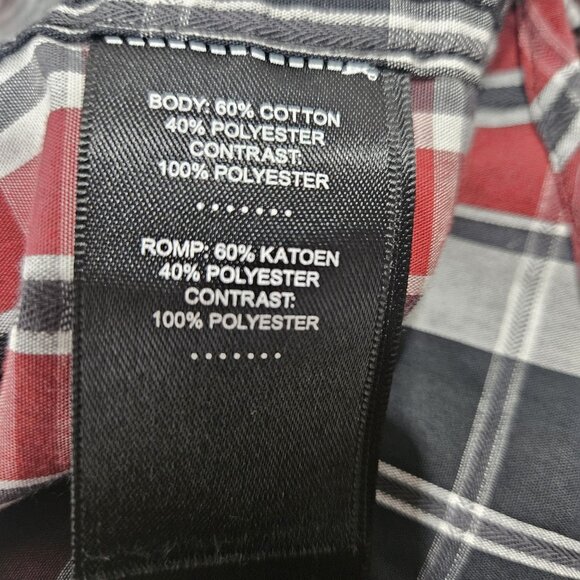 BODY: 60% COTTON
40% POLYESTER
CONTRAST:
100% POLYESTER
.......
ROMP: 60% KATOEN
40% POLYESTER
CONTRAST:
100% POLYESTER
.......